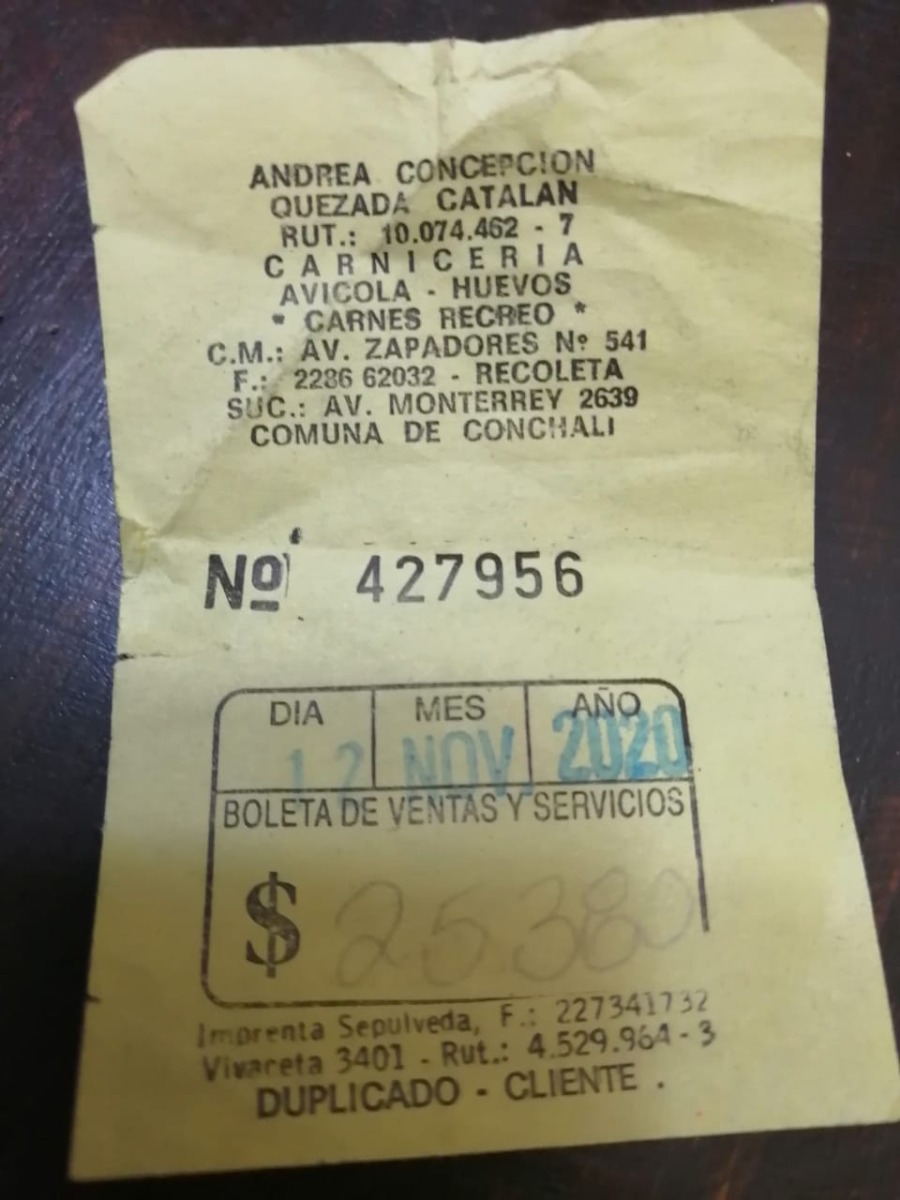 ANDREA CONCEPCION
QUEZADA CATALAN
RUT.: 10.074.462 - 7
CARNICERIA
AVICOLA - HUEVOS
* CARNES RECREO *
C.M.: AV. ZAPADORES Nº 541
F.: 2286 62032 - RECOLETA
SUC.: AV. MONTERREY 2639
COMUNA DE CONCHALI
Nº 427956
DIA MES AÑO
12 NOV. 2020
BOLETA DE VENTAS Y SERVICIOS
$ 25380
Imprenta Sepulveda, F.: 227341732
Vivaceta 3401 - Rut.: 4.529.964 - 3
DUPLICADO - CLIENTE .